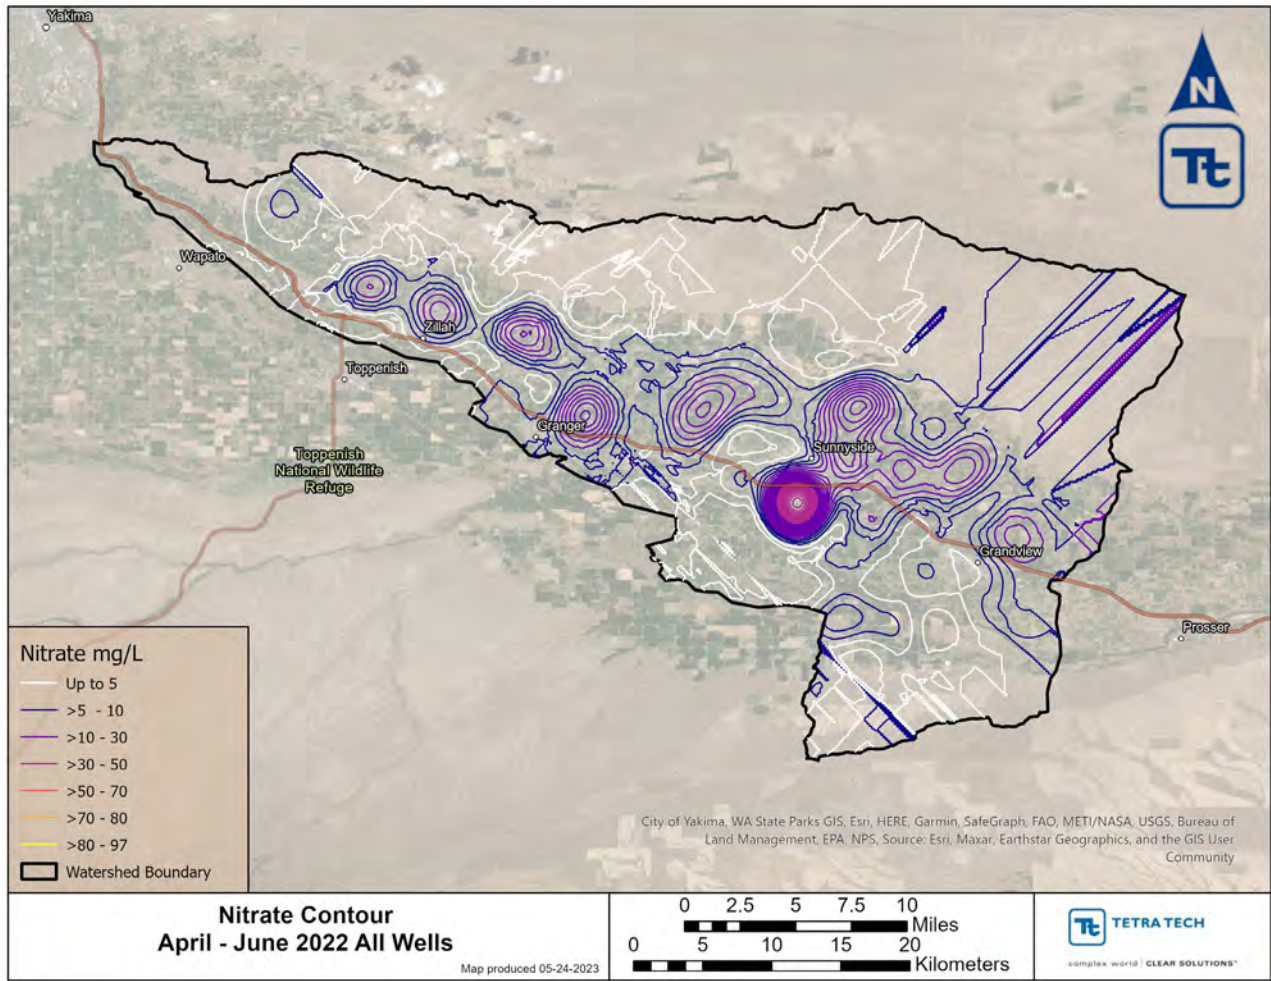 Yakima
N
Tt
Wapato
Zillah
Toppenish
Granger
Sunnyside
Toppenish
National Wildlife
Refuge
Grandview
Prosser
Nitrate mg/L
Up to 5
>5 - 10
>10 - 30
>30 - 50
>50 - 70
>70 - 80
>80 - 97
Watershed Boundary
City of Yakima, WA State Parks GIS, Esri, HERE, Garmin, SafeGraph, FAO, METI/NASA, USGS, Bureau of
Land Management, EPA, NPS, Source: Esri, Maxar, Earthstar Geographics, and the GIS User
Community
Nitrate Contour
April - June 2022 All Wells
Map produced 05-24-2023
0 2.5 5 7.5 10
Miles
0 5 10 15 20
Kilometers
Tt TETRA TECH
complex world | CLEAR SOLUTIONS™